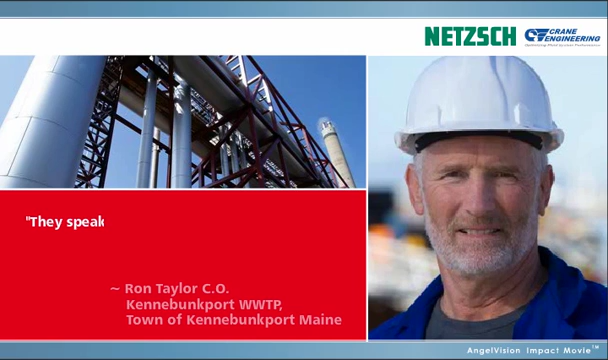 NETZSCH
CRANE
ENGINEERING
"They speak
~ Ron Taylor C.O.
Kennebunkport WWTP,
Town of Kennebunkport Maine
AngelVision Impact Movie™